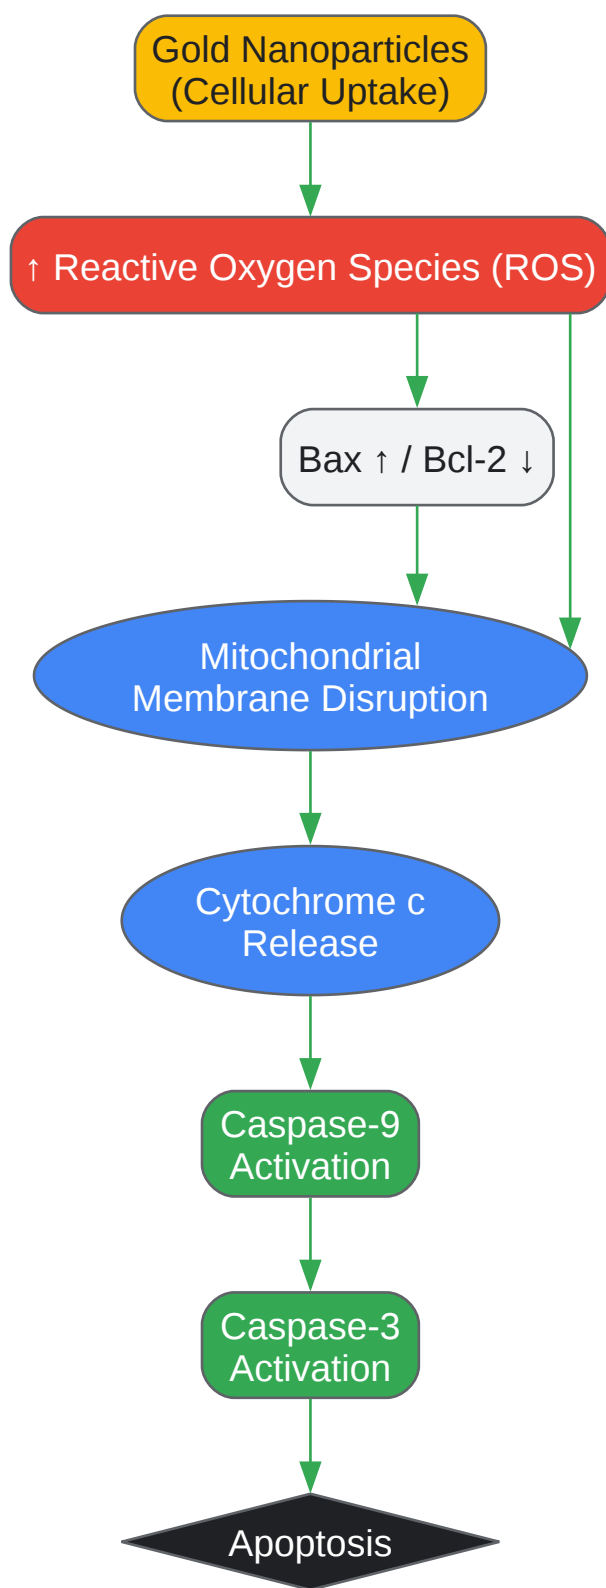 Gold Nanoparticles
(Cellular Uptake)
↑ Reactive Oxygen Species (ROS)
Bax ↑ / Bcl-2 ↓
Mitochondrial
Membrane Disruption
Cytochrome c
Release
Caspase-9
Activation
Caspase-3
Activation
Apoptosis